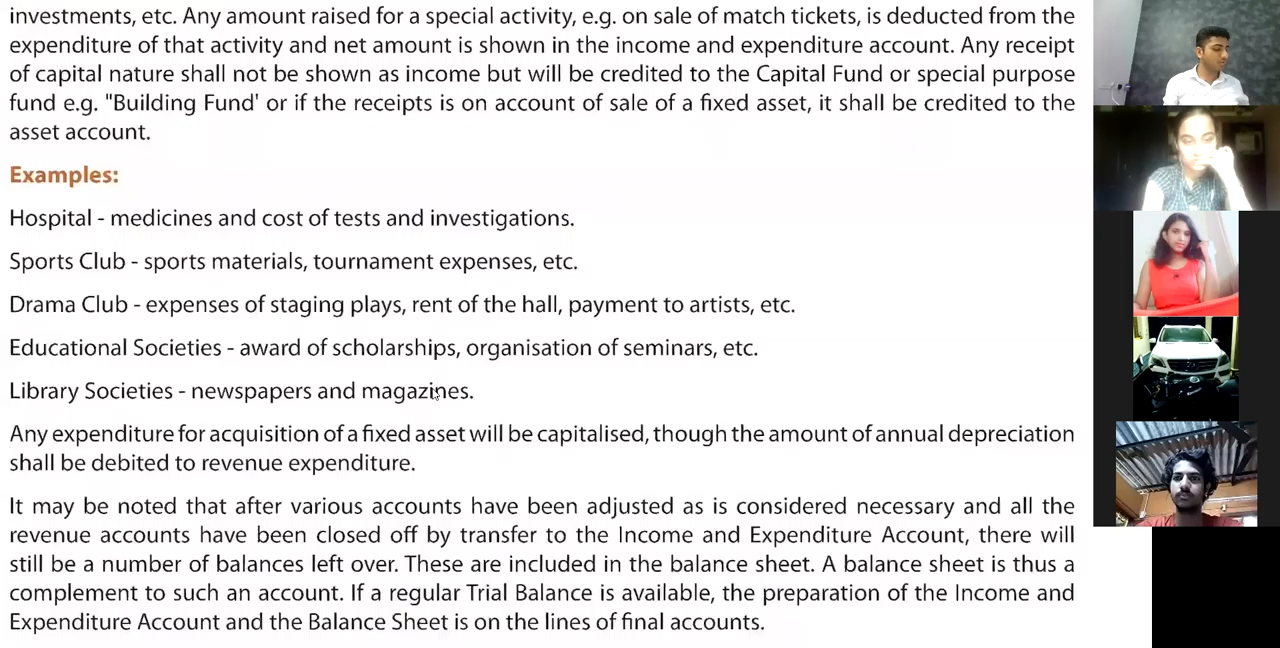 investments, etc. Any amount raised for a special activity, e.g. on sale of match tickets, is deducted from the
expenditure of that activity and net amount is shown in the income and expenditure account. Any receipt
of capital nature shall not be shown as income but will be credited to the Capital Fund or special purpose
fund e.g. "Building Fund' or if the receipts is on account of sale of a fixed asset, it shall be credited to the
asset account.
Examples:
Hospital - medicines and cost of tests and investigations.
Sports Club - sports materials, tournament expenses, etc.
Drama Club - expenses of staging plays, rent of the hall, payment to artists, etc.
Educational Societies - award of scholarships, organisation of seminars, etc.
Library Societies - newspapers and magazines.
Any expenditure for acquisition of a fixed asset will be capitalised, though the amount of annual depreciation
shall be debited to revenue expenditure.
It may be noted that after various accounts have been adjusted as is considered necessary and all the
revenue accounts have been closed off by transfer to the Income and Expenditure Account, there will
still be a number of balances left over. These are included in the balance sheet. A balance sheet is thus a
complement to such an account. If a regular Trial Balance is available, the preparation of the Income and
Expenditure Account and the Balance Sheet is on the lines of final accounts.